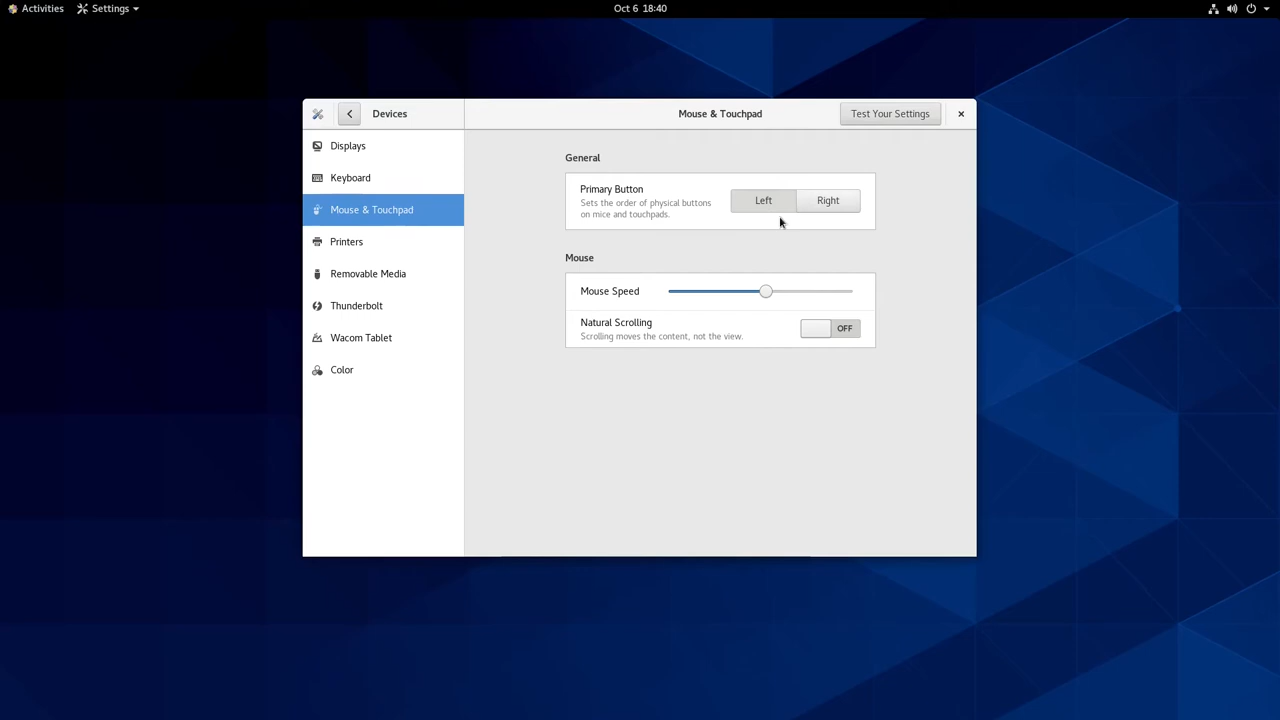 Activities
Settings
Oct 6 18:40
Devices
Mouse & Touchpad
Test Your Settings
Displays
Keyboard
Mouse & Touchpad
Printers
Removable Media
Thunderbolt
Wacom Tablet
Color
General
Primary Button
Sets the order of physical buttons
on mice and touchpads.
Left
Right
Mouse
Mouse Speed
Natural Scrolling
Scrolling moves the content, not the view.
OFF